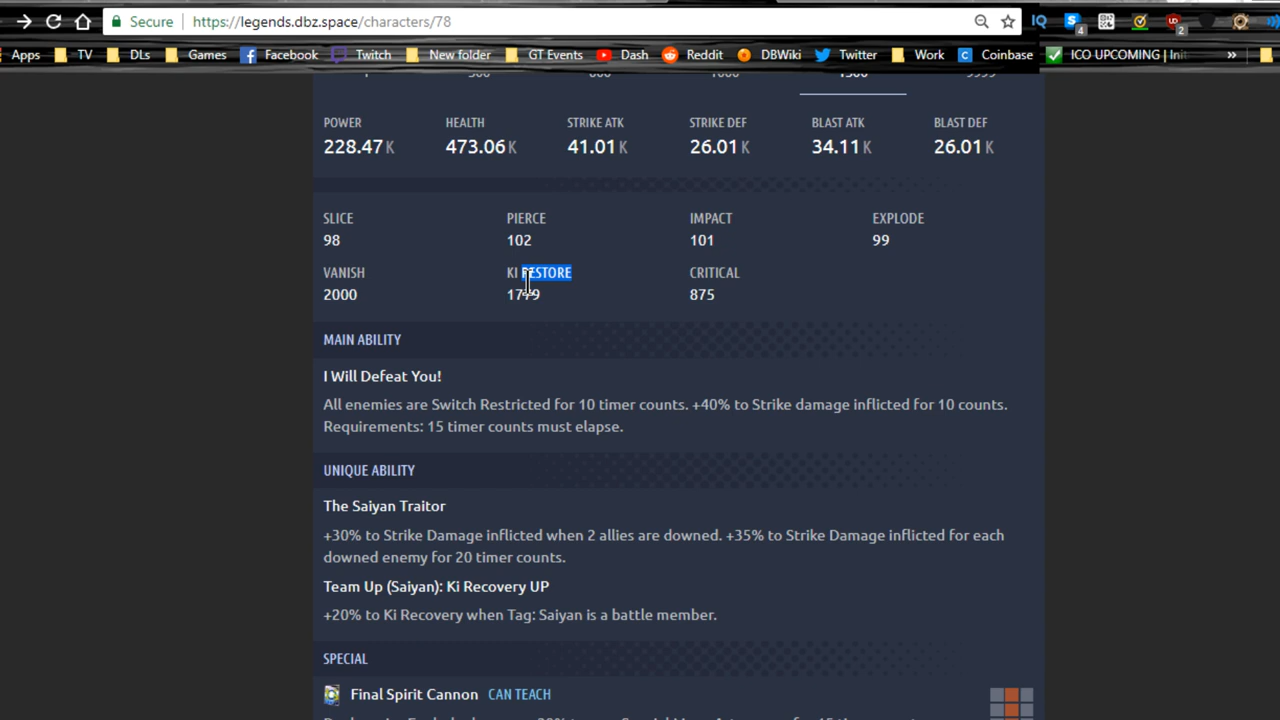 Secure https://legends.dbz.space/characters/78
4
2
Apps TV DLs Games Facebook Twitch New folder GT Events Dash Reddit DBWiki Twitter Work Coinbase ICO UPCOMING | Init »
POWER HEALTH STRIKE ATK STRIKE DEF BLAST ATK BLAST DEF
228.47 K 473.06 K 41.01 K 26.01 K 34.11 K 26.01 K
SLICE PIERCE IMPACT EXPLODE
98 102 101 99
VANISH KI RESTORE CRITICAL
2000 875
MAIN ABILITY
I Will Defeat You!
All enemies are Switch Restricted for 10 timer counts. +40% to Strike damage inflicted for 10 counts.
Requirements: 15 timer counts must elapse.
UNIQUE ABILITY
The Saiyan Traitor
+30% to Strike Damage inflicted when 2 allies are downed. +35% to Strike Damage inflicted for each
downed enemy for 20 timer counts.
Team Up (Saiyan): Ki Recovery UP
+20% to Ki Recovery when Tag: Saiyan is a battle member.
SPECIAL
Final Spirit Cannon CAN TEACH